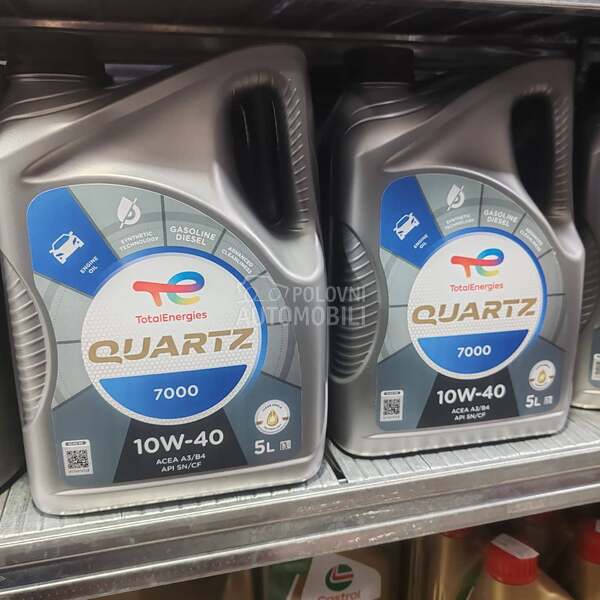 ENGINE OIL
SYNTHETIC TECHNOLOGY
GASOLINE DIESEL
ADVANCED CLEANLINESS
TotalEnergies
QUARTZ
7000
10W-40
ACEA A3/B4
API SN/CF
5L
ENGINE OIL
SYNTHETIC TECHNOLOGY
GASOLINE DIESEL
TotalEnergies
QUARTZ
7000
10W-40
ACEA A3/B4
API SN/CF
5L
POLOVNI
AUTOMOBILI
Castrol